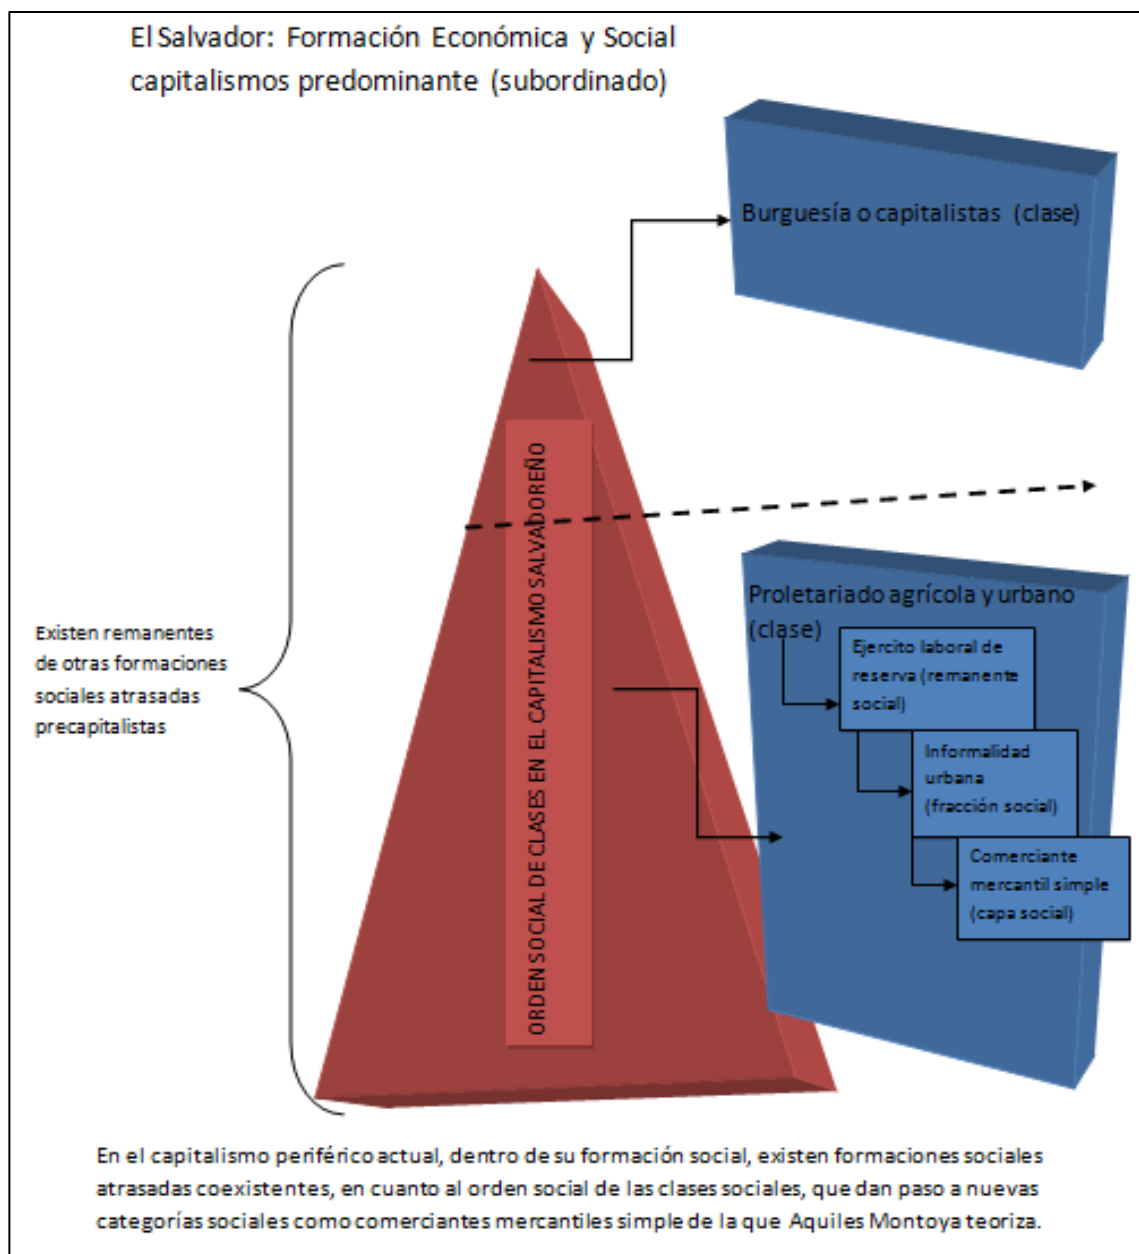 El Salvador: Formación Económica y Social
capitalismos predominante (subordinado)
Burguesía o capitalistas (clase)
ORDEN SOCIAL DE CLASES EN EL CAPITALISMO SALVADOREÑO
Existen remanentes
de otras formaciones
sociales atrasadas
precapitalistas
Proletariado agrícola y urbano
(clase)
Ejercito laboral de
reserva (remanente
social)
Informalidad
urbana
(fracción social)
Comerciante
mercantil simple
(capa social)
En el capitalismo periférico actual, dentro de su formación social, existen formaciones sociales
atrasadas coexistentes, en cuanto al orden social de las clases sociales, que dan paso a nuevas
categorías sociales como comerciantes mercantiles simple de la que Aquiles Montoya teoriza.